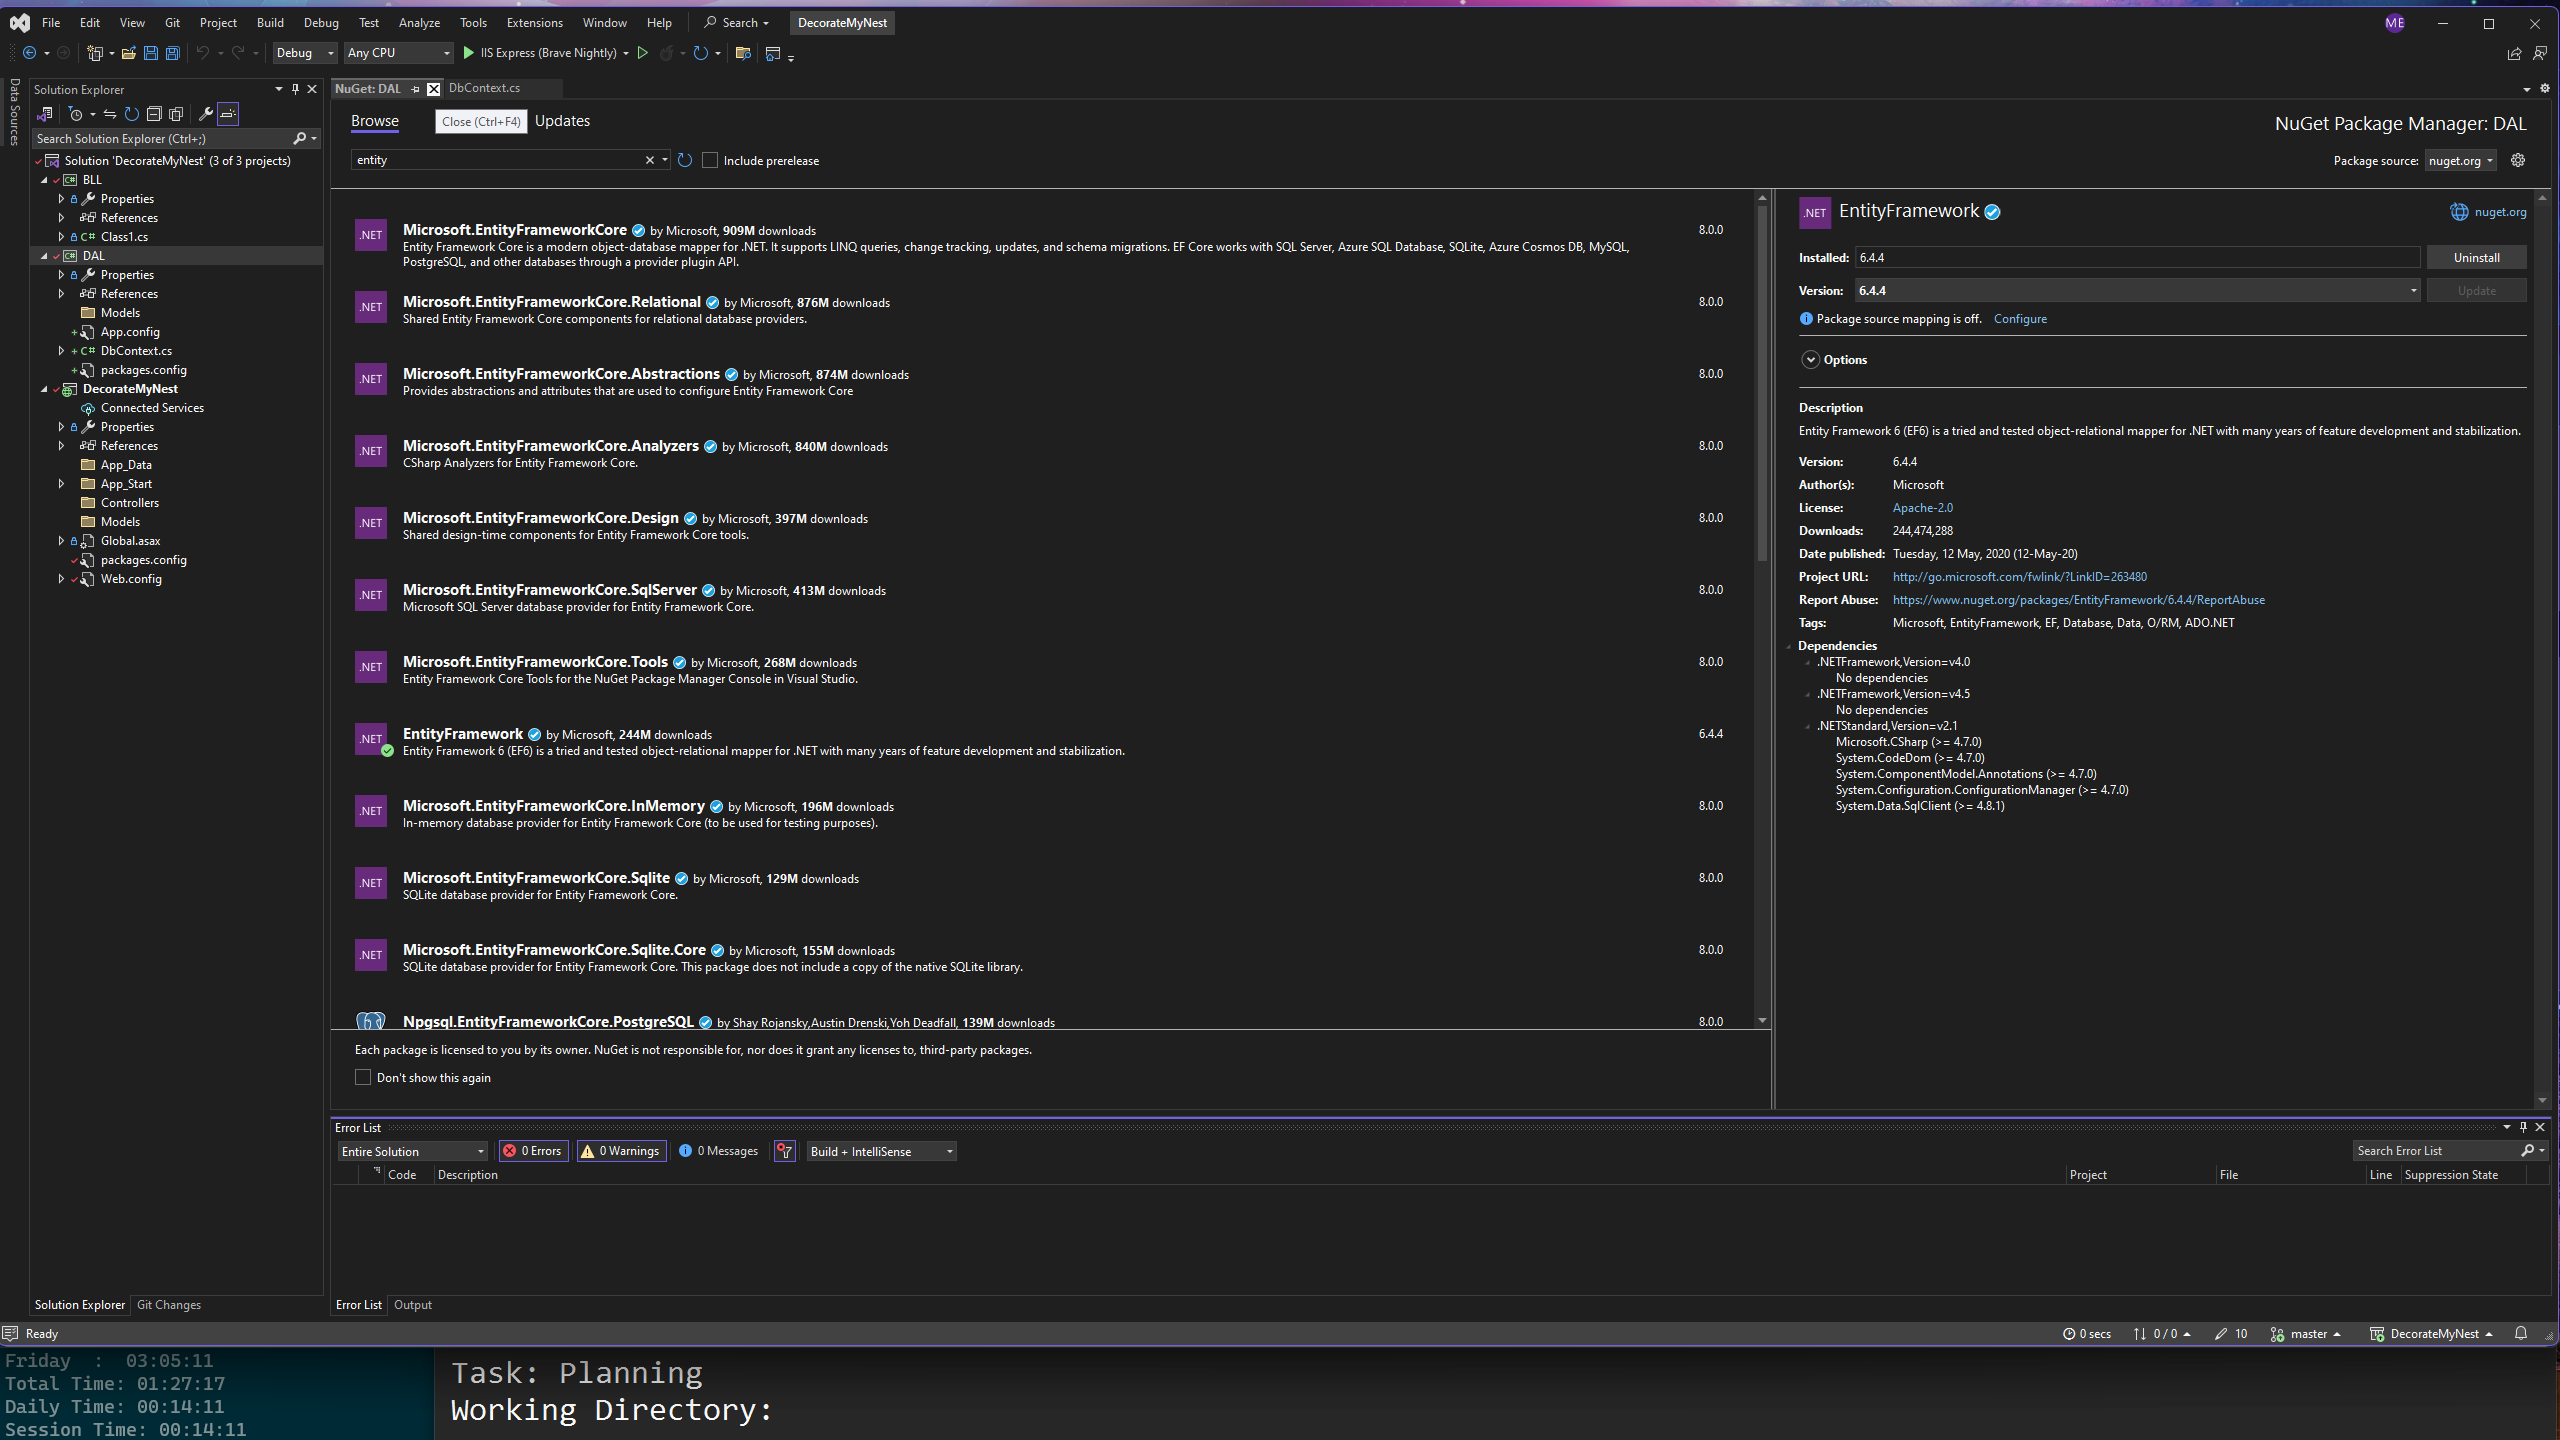 File Edit View Git Project Build Debug Test Analyze Tools Extensions Window Help Search DecorateMyNest ME
Debug Any CPU IIS Express (Brave Nightly)
Data Sources
Solution Explorer
Search Solution Explorer (Ctrl+;)
Solution 'DecorateMyNest' (3 of 3 projects)
BLL
Properties
References
C# Class1.cs
DAL
Properties
References
Models
App.config
C# DbContext.cs
packages.config
DecorateMyNest
Connected Services
Properties
References
App_Data
App_Start
Controllers
Models
Global.asax
packages.config
Web.config
Solution Explorer Git Changes
NuGet: DAL DbContext.cs
Browse Close (Ctrl+F4) Updates
NuGet Package Manager: DAL
entity Include prerelease
Package source: nuget.org
.NET Microsoft.EntityFrameworkCore by Microsoft, 909M downloads 8.0.0
Entity Framework Core is a modern object-database mapper for .NET. It supports LINQ queries, change tracking, updates, and schema migrations. EF Core works with SQL Server, Azure SQL Database, SQLite, Azure Cosmos DB, MySQL,
PostgreSQL, and other databases through a provider plugin API.
.NET Microsoft.EntityFrameworkCore.Relational by Microsoft, 876M downloads 8.0.0
Shared Entity Framework Core components for relational database providers.
.NET Microsoft.EntityFrameworkCore.Abstractions by Microsoft, 874M downloads 8.0.0
Provides abstractions and attributes that are used to configure Entity Framework Core
.NET Microsoft.EntityFrameworkCore.Analyzers by Microsoft, 840M downloads 8.0.0
CSharp Analyzers for Entity Framework Core.
.NET Microsoft.EntityFrameworkCore.Design by Microsoft, 397M downloads 8.0.0
Shared design-time components for Entity Framework Core tools.
.NET Microsoft.EntityFrameworkCore.SqlServer by Microsoft, 413M downloads 8.0.0
Microsoft SQL Server database provider for Entity Framework Core.
.NET Microsoft.EntityFrameworkCore.Tools by Microsoft, 268M downloads 8.0.0
Entity Framework Core Tools for the NuGet Package Manager Console in Visual Studio.
.NET EntityFramework by Microsoft, 244M downloads 6.4.4
Entity Framework 6 (EF6) is a tried and tested object-relational mapper for .NET with many years of feature development and stabilization.
.NET Microsoft.EntityFrameworkCore.InMemory by Microsoft, 196M downloads 8.0.0
In-memory database provider for Entity Framework Core (to be used for testing purposes).
.NET Microsoft.EntityFrameworkCore.Sqlite by Microsoft, 129M downloads 8.0.0
SQLite database provider for Entity Framework Core.
.NET Microsoft.EntityFrameworkCore.Sqlite.Core by Microsoft, 155M downloads 8.0.0
SQLite database provider for Entity Framework Core. This package does not include a copy of the native SQLite library.
Npgsql.EntityFrameworkCore.PostgreSQL by Shay Rojansky,Austin Drenski,Yoh Deadfall, 139M downloads 8.0.0
Each package is licensed to you by its owner. NuGet is not responsible for, nor does it grant any licenses to, third-party packages.
Don't show this again
.NET EntityFramework nuget.org
Installed: 6.4.4 Uninstall
Version: 6.4.4 Update
Package source mapping is off. Configure
Options
Description
Entity Framework 6 (EF6) is a tried and tested object-relational mapper for .NET with many years of feature development and stabilization.
Version: 6.4.4
Author(s): Microsoft
License: Apache-2.0
Downloads: 244,474,288
Date published: Tuesday, 12 May, 2020 (12-May-20)
Project URL: http://go.microsoft.com/fwlink/?LinkID=263480
Report Abuse: https://www.nuget.org/packages/EntityFramework/6.4.4/ReportAbuse
Tags: Microsoft, EntityFramework, EF, Database, Data, O/RM, ADO.NET
Dependencies
.NETFramework,Version=v4.0
No dependencies
.NETFramework,Version=v4.5
No dependencies
.NETStandard,Version=v2.1
Microsoft.CSharp (>= 4.7.0)
System.CodeDom (>= 4.7.0)
System.ComponentModel.Annotations (>= 4.7.0)
System.Configuration.ConfigurationManager (>= 4.7.0)
System.Data.SqlClient (>= 4.8.1)
Error List
Entire Solution 0 Errors 0 Warnings 0 Messages Build + IntelliSense Search Error List
Code Description Project File Line Suppression State
Error List Output
Ready 0 secs 0 / 0 10 master DecorateMyNest
Friday : 03:05:11
Total Time: 01:27:17
Daily Time: 00:14:11
Session Time: 00:14:11
Task: Planning
Working Directory: